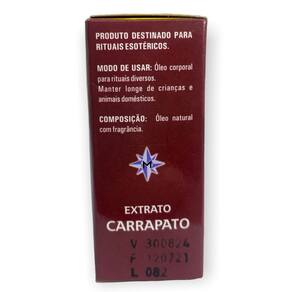 PRODUTO DESTINADO PARA
RITUAIS ESOTÉRICOS.
MODO DE USAR: Óleo corporal
para rituais diversos.
Manter longe de crianças e
animais domésticos.
COMPOSIÇÃO: Óleo natural
com fragrância.
M
EXTRATO
CARRAPATO
V 300824
F 120721
L 082